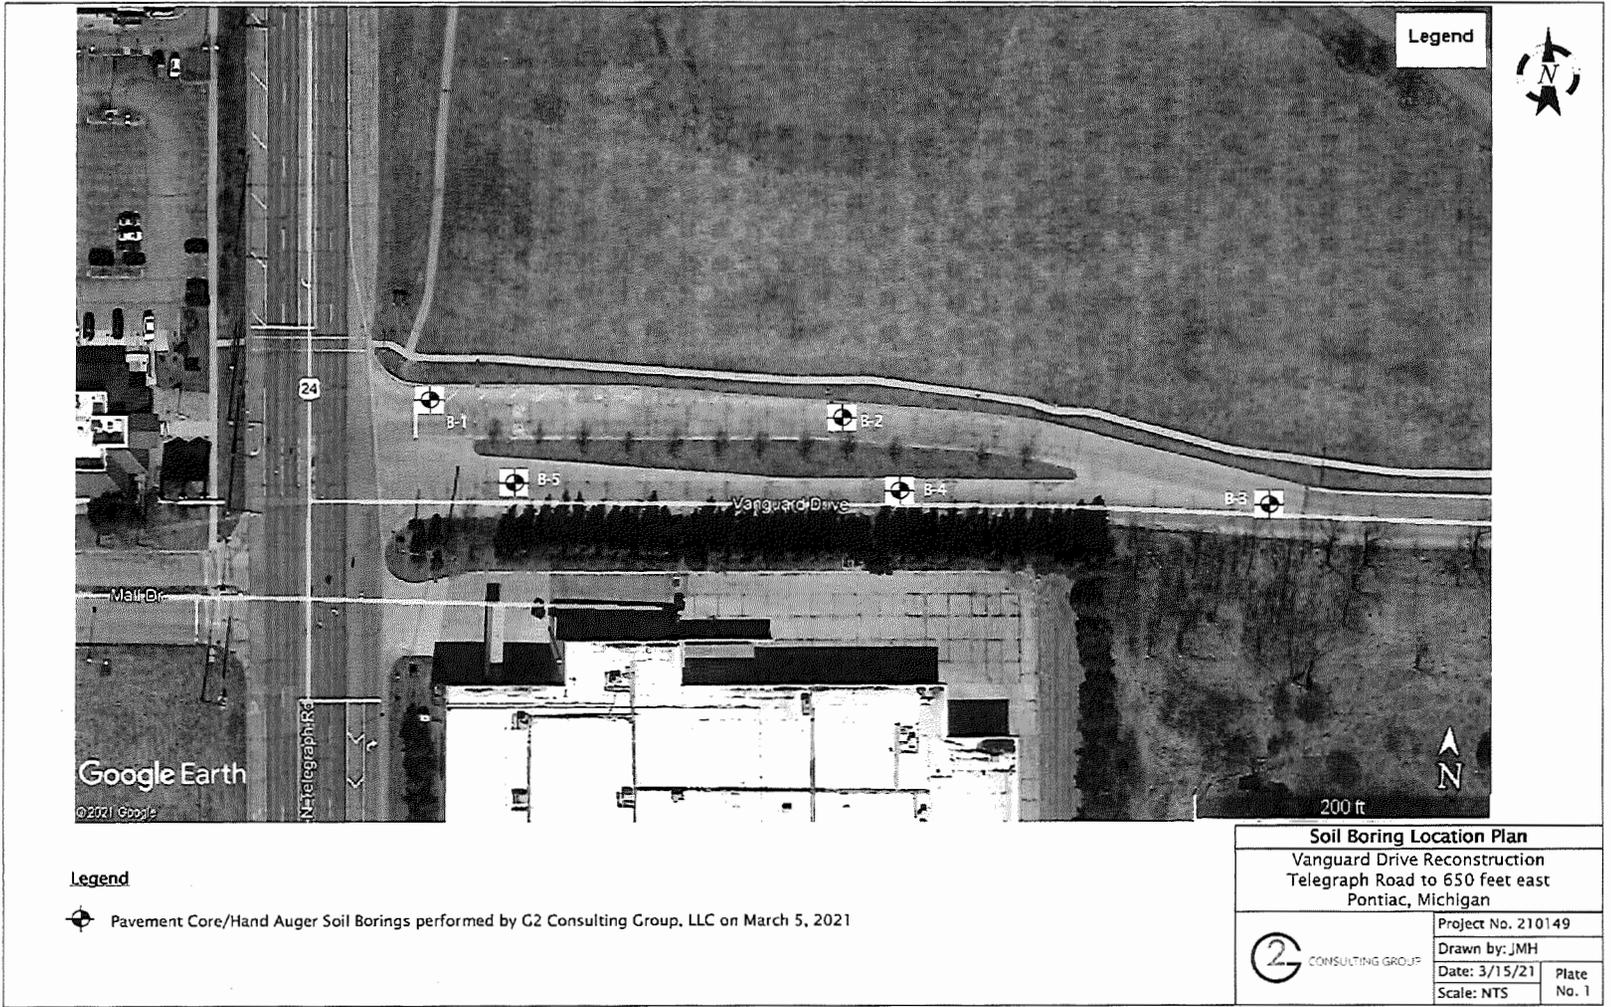 Legend
N
24
B-1
B-2
B-5
B-4
B-3
Vanguard Drive
Mall Dr
N Telegraph Rd
Google Earth
©2021 Google
N
200 ft
Soil Boring Location Plan
Vanguard Drive Reconstruction
Telegraph Road to 650 feet east
Pontiac, Michigan
Legend
Pavement Core/Hand Auger Soil Borings performed by G2 Consulting Group, LLC on March 5, 2021
G2 CONSULTING GROUP
Project No. 210149
Drawn by: JMH
Date: 3/15/21
Scale: NTS
Plate
No. 1